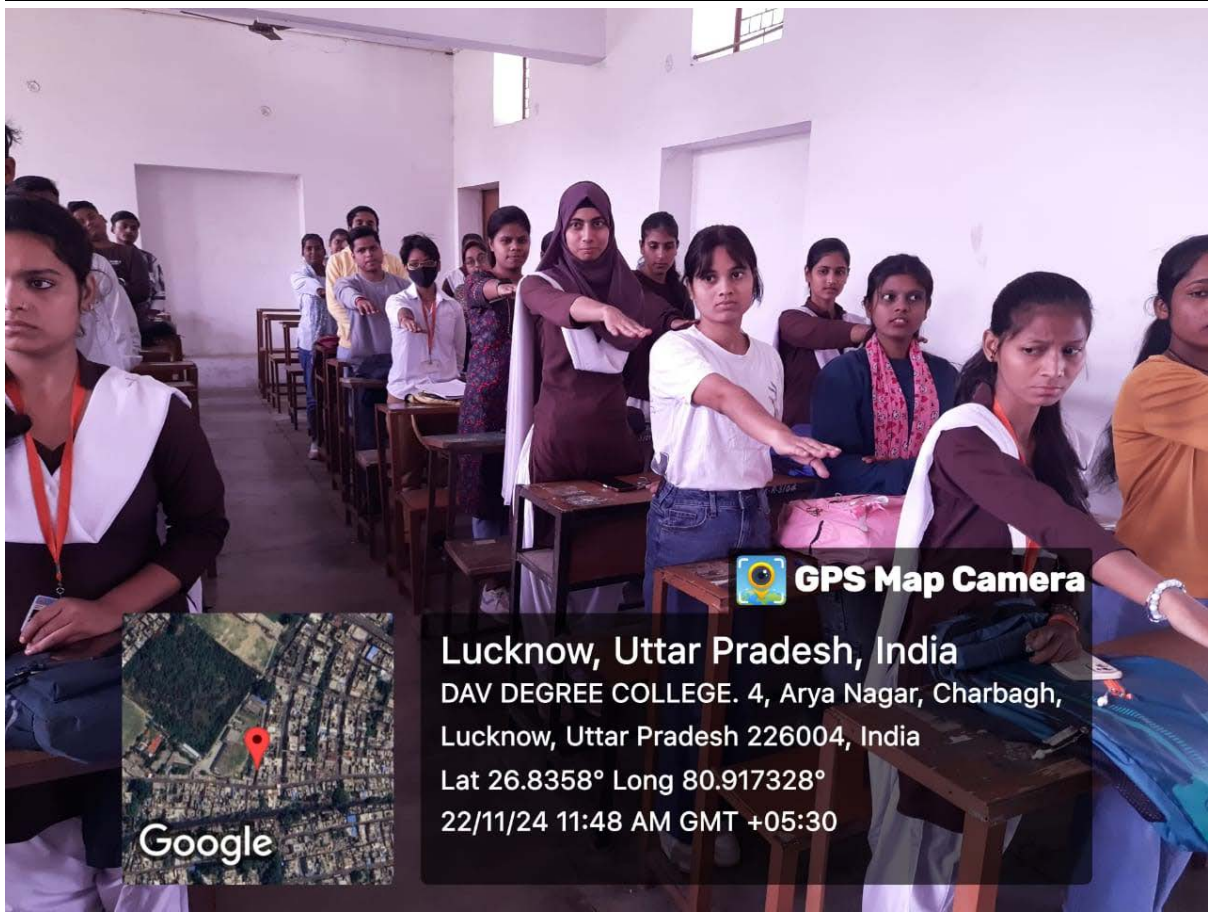 GPS Map Camera
Lucknow, Uttar Pradesh, India
DAV DEGREE COLLEGE. 4, Arya Nagar, Charbagh,
Lucknow, Uttar Pradesh 226004, India
Lat 26.8358° Long 80.917328°
22/11/24 11:48 AM GMT +05:30
Google